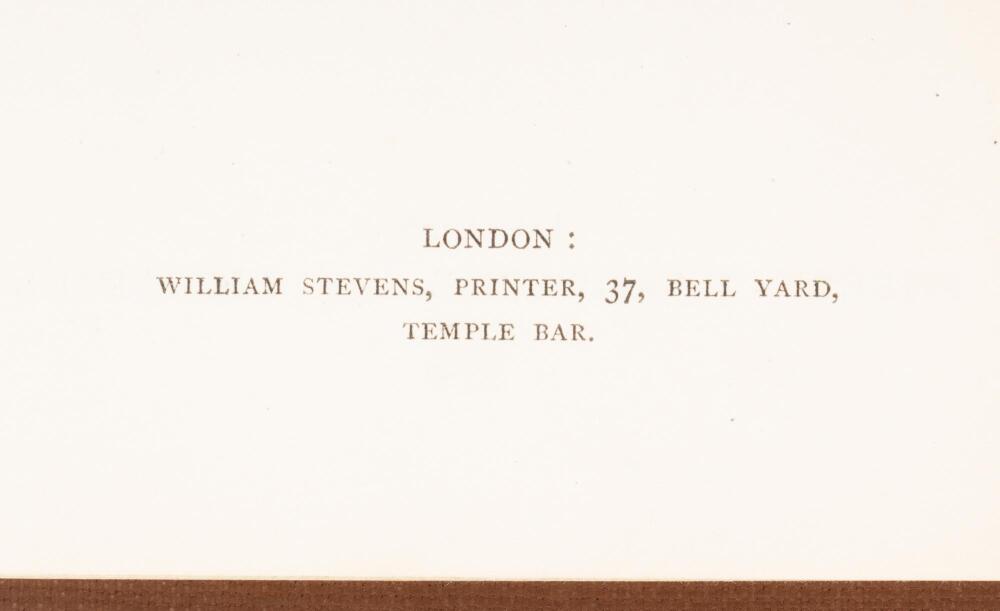 LONDON :
WILLIAM STEVENS, PRINTER, 37, BELL YARD,
TEMPLE BAR.